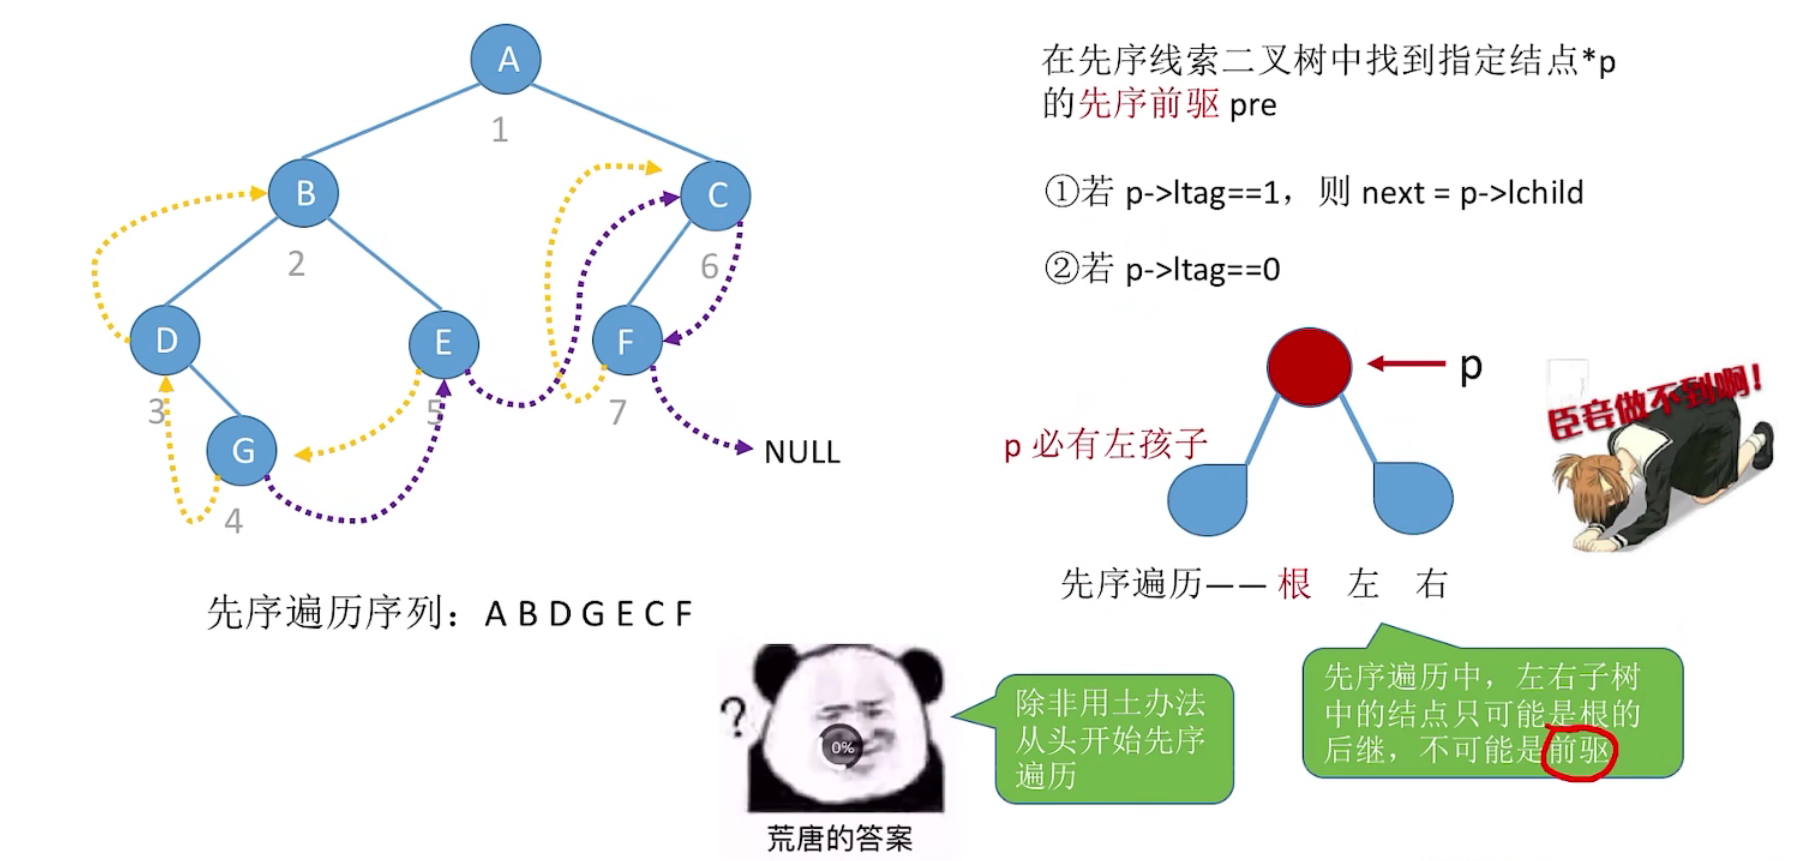 A
1
B
2
C
6
D
3
E
5
F
7
G
4
NULL
先序遍历序列：A B D G E C F
在先序线索二叉树中找到指定结点*p
的先序前驱 pre
①若 p->ltag==1，则 next = p->lchild
②若 p->ltag==0
p
p 必有左孩子
臣妾做不到啊！
先序遍历—— 根 左 右
先序遍历中，左右子树
中的结点只可能是根的
后继，不可能是前驱
?
0%
除非用土办法
从头开始先序
遍历
荒唐的答案